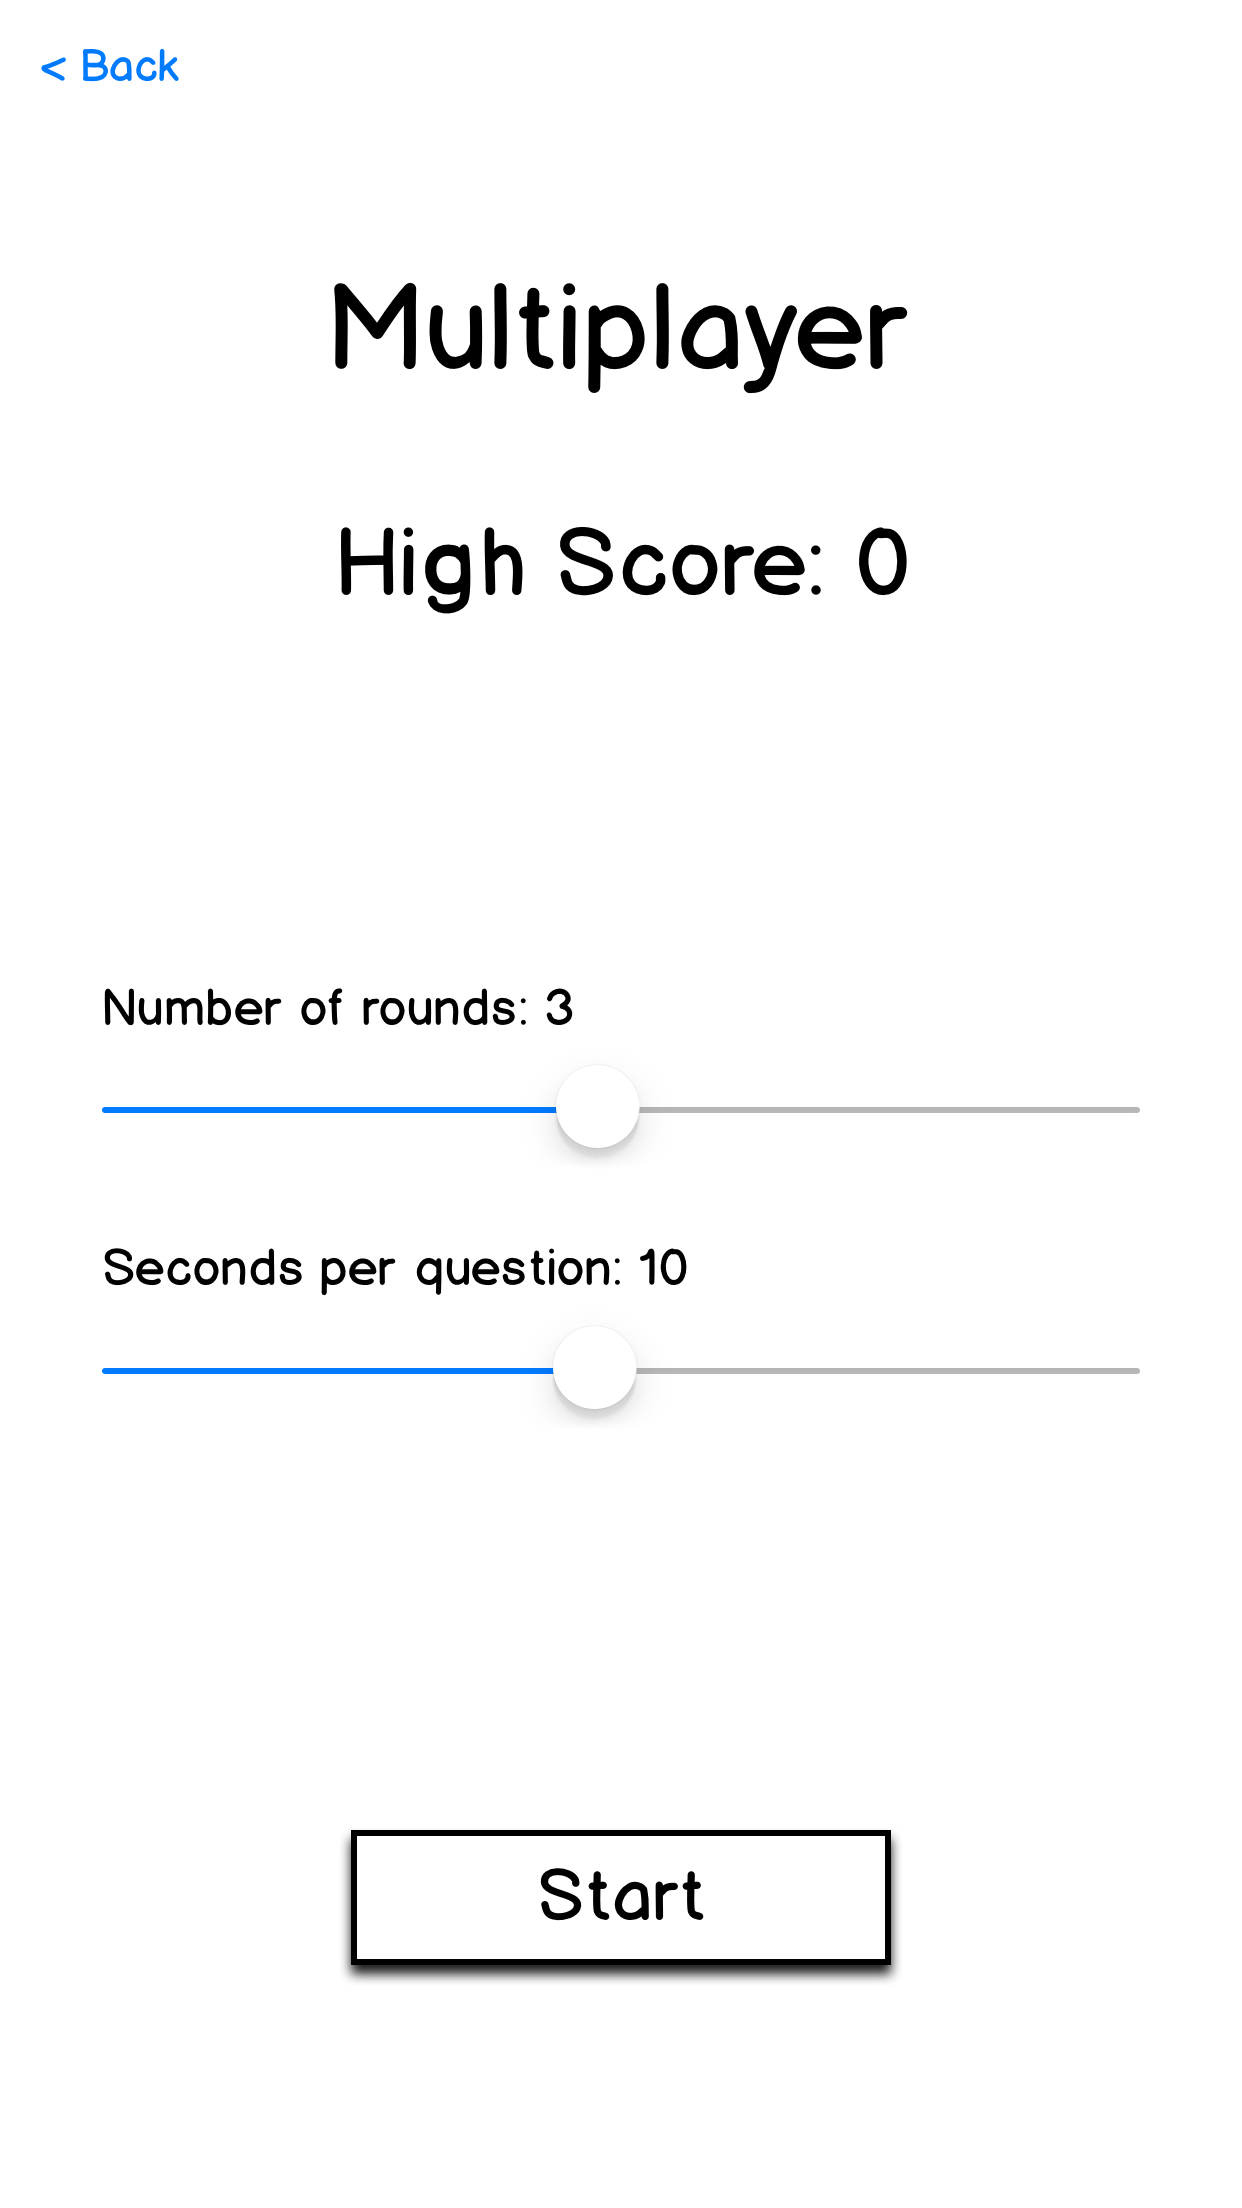 < Back
Multiplayer
High Score: 0
Number of rounds: 3
Seconds per question: 10
Start